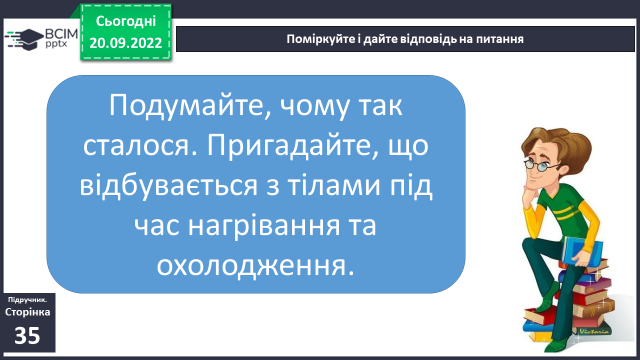 ВСІМ
pptx
Сьогодні
20.09.2022
Поміркуйте і дайте відповідь на питання
Подумайте, чому так
сталося. Пригадайте, що
відбувається з тілами під
час нагрівання та
охолодження.
Підручник.
Сторінка
35
Victoria